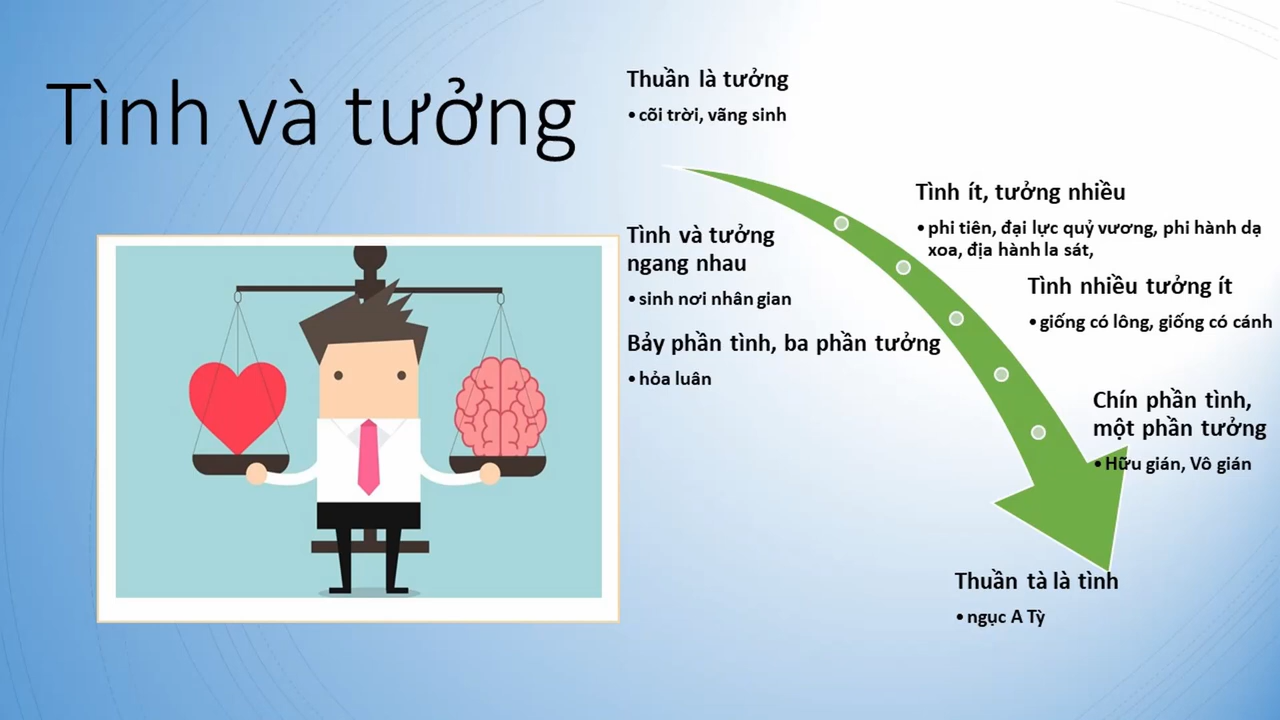 Tình và tưởng
Thuần là tưởng
•cõi trời, vãng sinh
Tình ít, tưởng nhiều
•phi tiên, đại lực quỷ vương, phi hành dạ
xoa, địa hành la sát,
Tình và tưởng
ngang nhau
•sinh nơi nhân gian
Tình nhiều tưởng ít
•giống có lông, giống có cánh
Bảy phần tình, ba phần tưởng
•hỏa luân
Chín phần tình,
một phần tưởng
•Hữu gián, Vô gián
Thuần tà là tình
•ngục A Tỳ